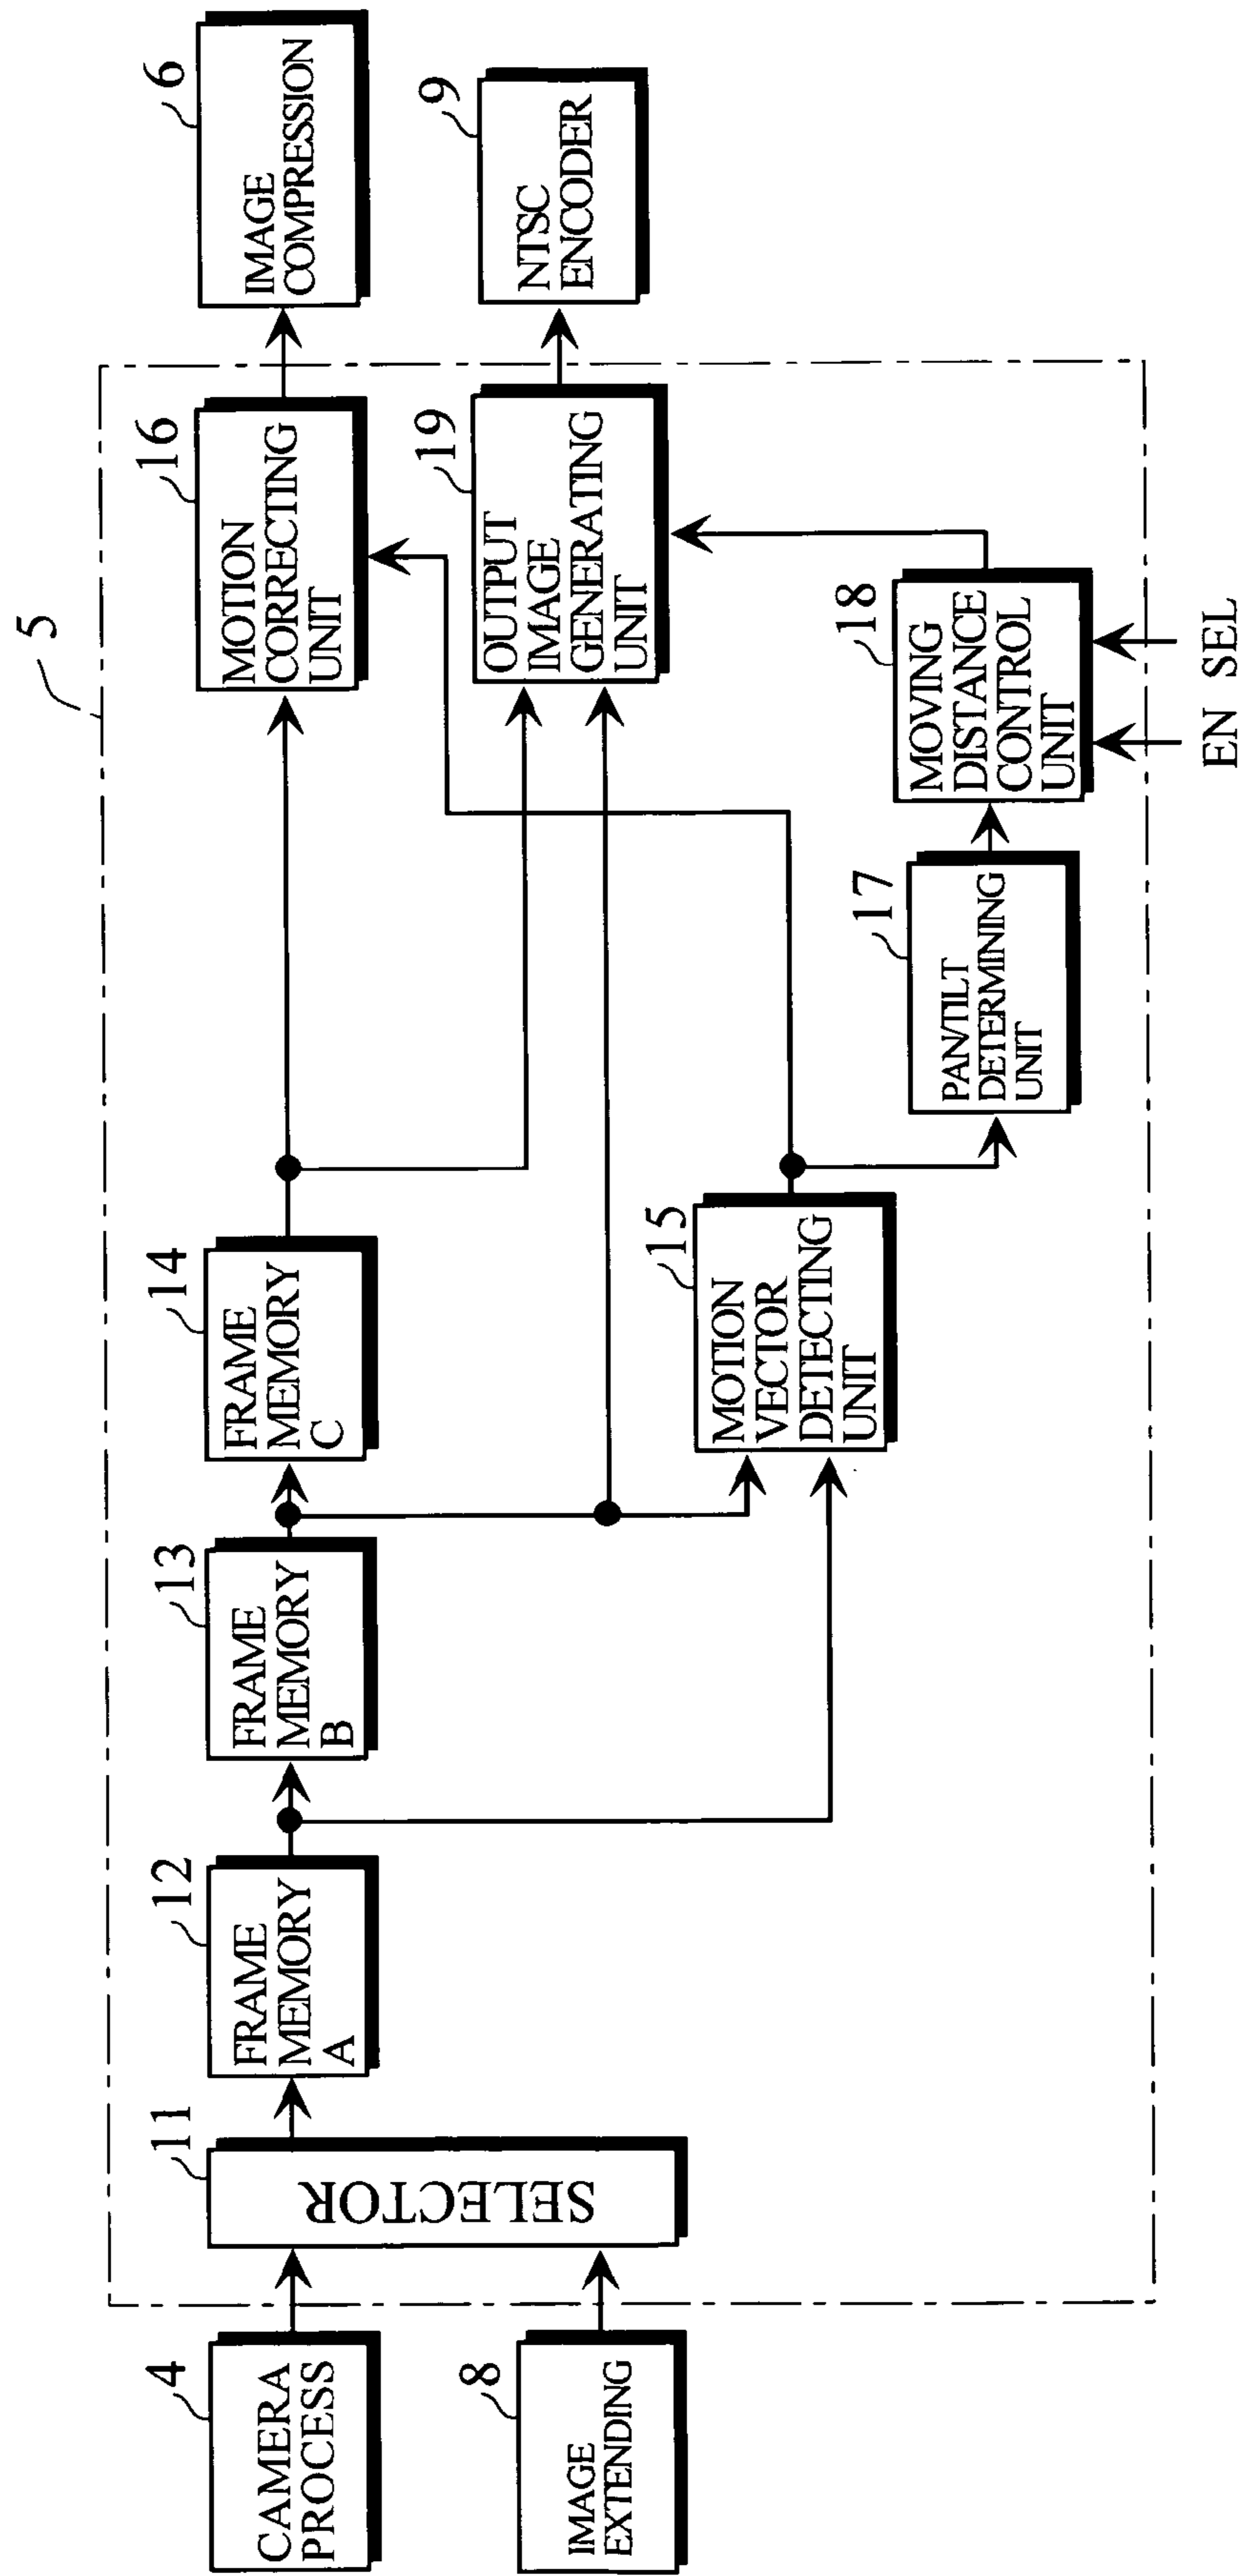 5
4
CAMERA
PROCESS
8
IMAGE
EXTENDING
11
SELECTOR
12
FRAME
MEMORY
A
13
FRAME
MEMORY
B
14
FRAME
MEMORY
C
15
MOTION
VECTOR
DETECTING
UNIT
16
MOTION
CORRECTING
UNIT
17
PAN/TILT
DETERMINING
UNIT
18
MOVING
DISTANCE
CONTROL
UNIT
EN SEL
19
OUTPUT
IMAGE
GENERATING
UNIT
6
IMAGE
COMPRESSION
9
NTSC
ENCODER